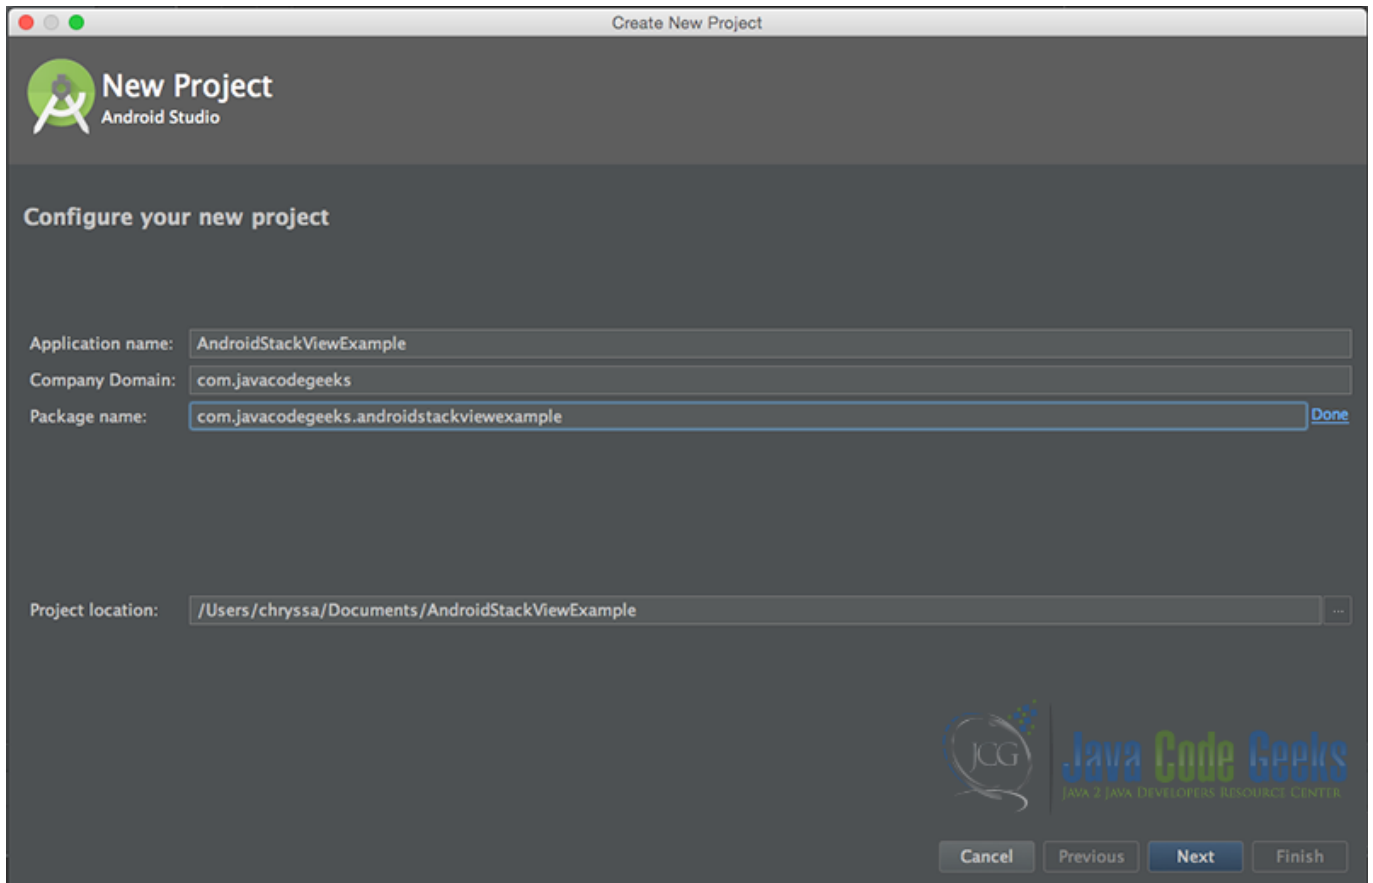 Create New Project
New Project
Android Studio
Configure your new project
Application name: AndroidStackViewExample
Company Domain: com.javacodegeeks
Package name: com.javacodegeeks.androidstackviewexample Done
Project location: /Users/chryssa/Documents/AndroidStackViewExample ...
JCG Java Code Geeks
JAVA 2 JAVA DEVELOPERS RESOURCE CENTER
Cancel Previous Next Finish